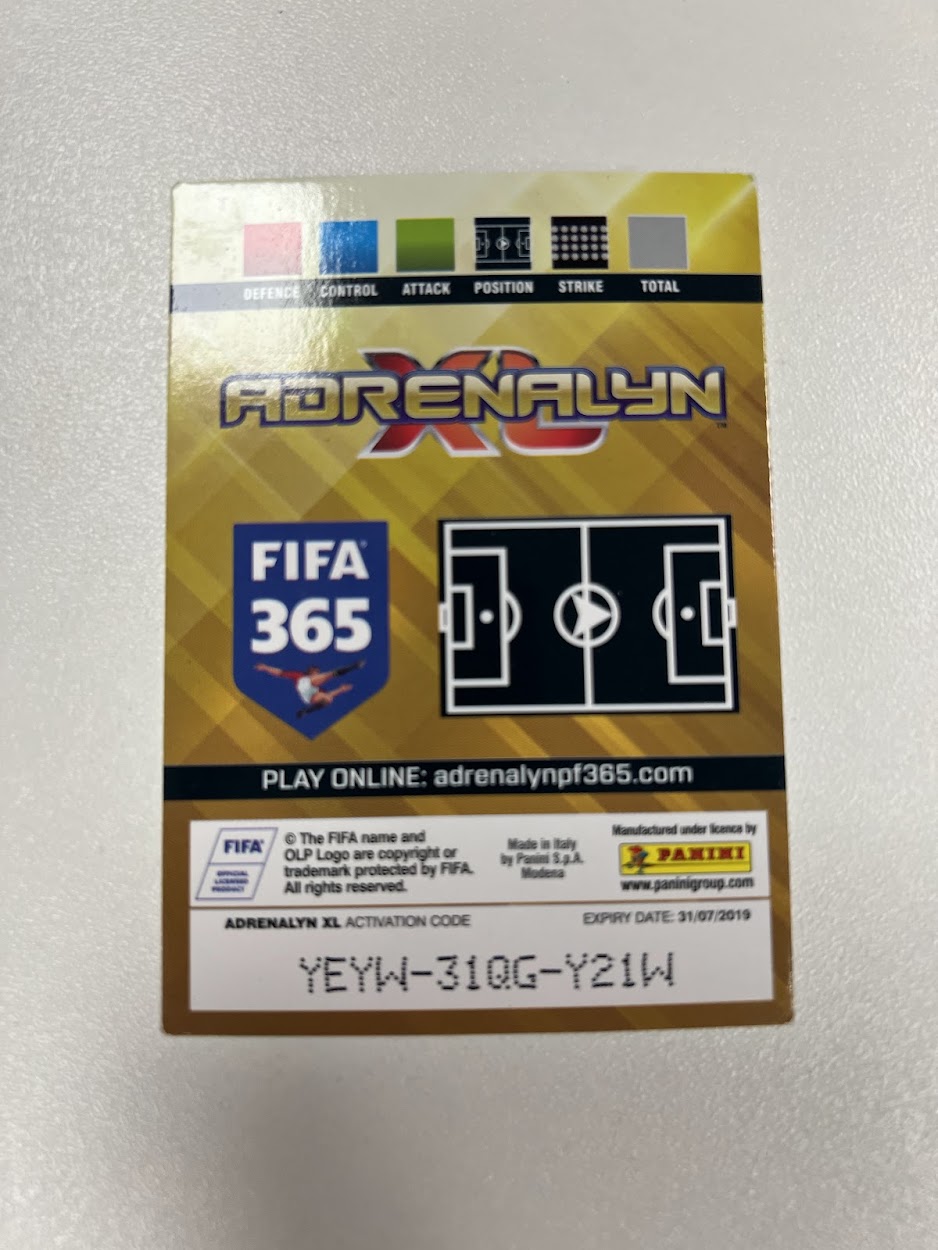 DEFENCE CONTROL ATTACK POSITION STRIKE TOTAL
ADRENALYN XL™
FIFA®
365
PLAY ONLINE: adrenalynpf365.com
FIFA®
OFFICIAL
LICENSED
PRODUCT
© The FIFA name and
OLP Logo are copyright or
trademark protected by FIFA.
All rights reserved.
Made in Italy
by Panini S.p.A.
Modena
Manufactured under licence by
PANINI
www.paninigroup.com
ADRENALYN XL ACTIVATION CODE
EXPIRY DATE: 31/07/2019
YEYW-31QG-Y21W